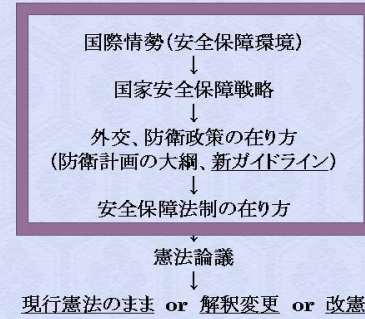 国際情勢(安全保障環境)
↓
国家安全保障戦略
↓
外交、防衛政策の在り方
(防衛計画の大綱、新ガイドライン)
↓
安全保障法制の在り方
↓
憲法論議
↓
現行憲法のまま or 解釈変更 or 改憲